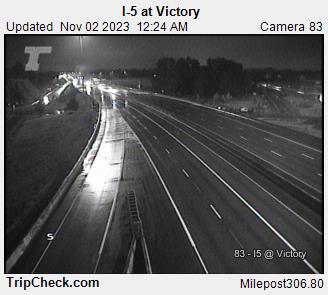 I-5 at Victory
Updated Nov 02 2023 12:24 AM Camera 83
83 - I5 @ Victory
TripCheck.com Milepost306.80